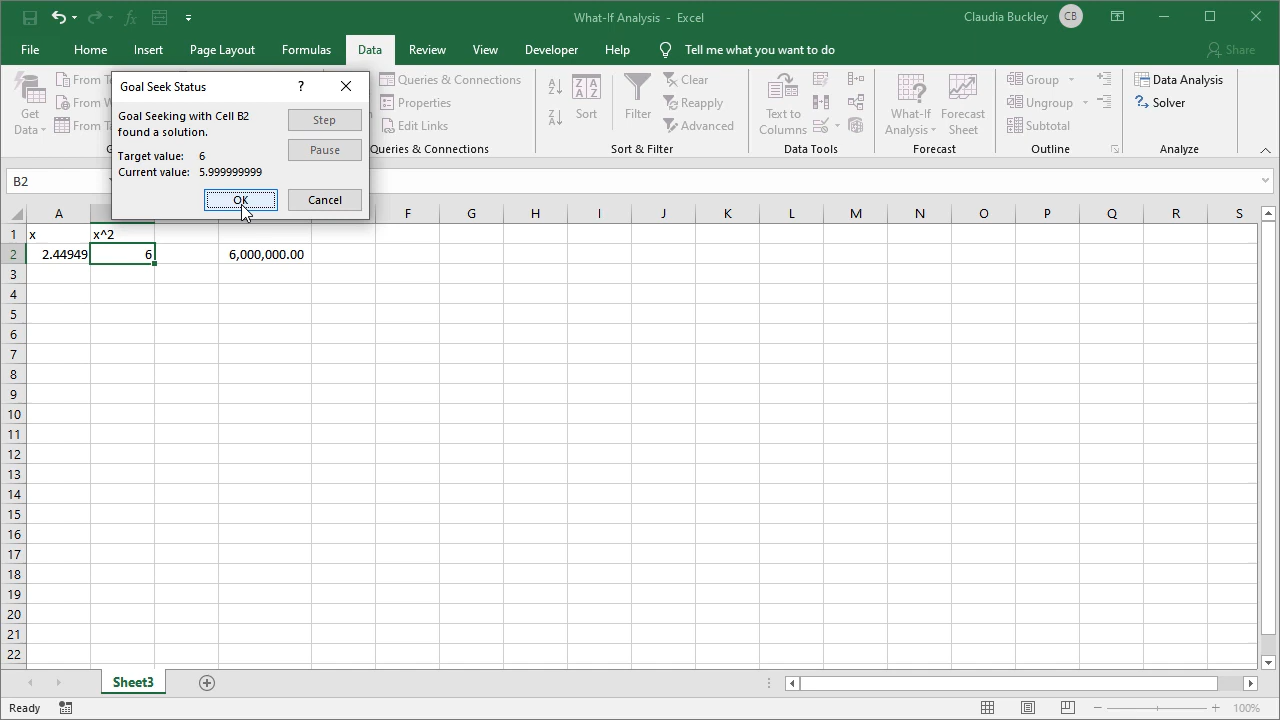 What-If Analysis - Excel
Claudia Buckley
CB
File Home Insert Page Layout Formulas Data Review View Developer Help Tell me what you want to do Share
Get
Data
From T
From W
From T
Queries & Connections
Properties
Edit Links
Queries & Connections
Sort
Filter
Clear
Reapply
Advanced
Sort & Filter
Text to
Columns
Data Tools
What-If
Analysis
Forecast
Sheet
Forecast
Group
Ungroup
Subtotal
Outline
Data Analysis
Solver
Analyze
Goal Seek Status ?
Goal Seeking with Cell B2
found a solution.
Step
Pause
Target value: 6
Current value: 5.999999999
OK Cancel
B2
A F G H I J K L M N O P Q R S
1 x x^2
2 2.44949 6 6,000,000.00
3
4
5
6
7
8
9
10
11
12
13
14
15
16
17
18
19
20
21
22
Sheet3
Ready
100%